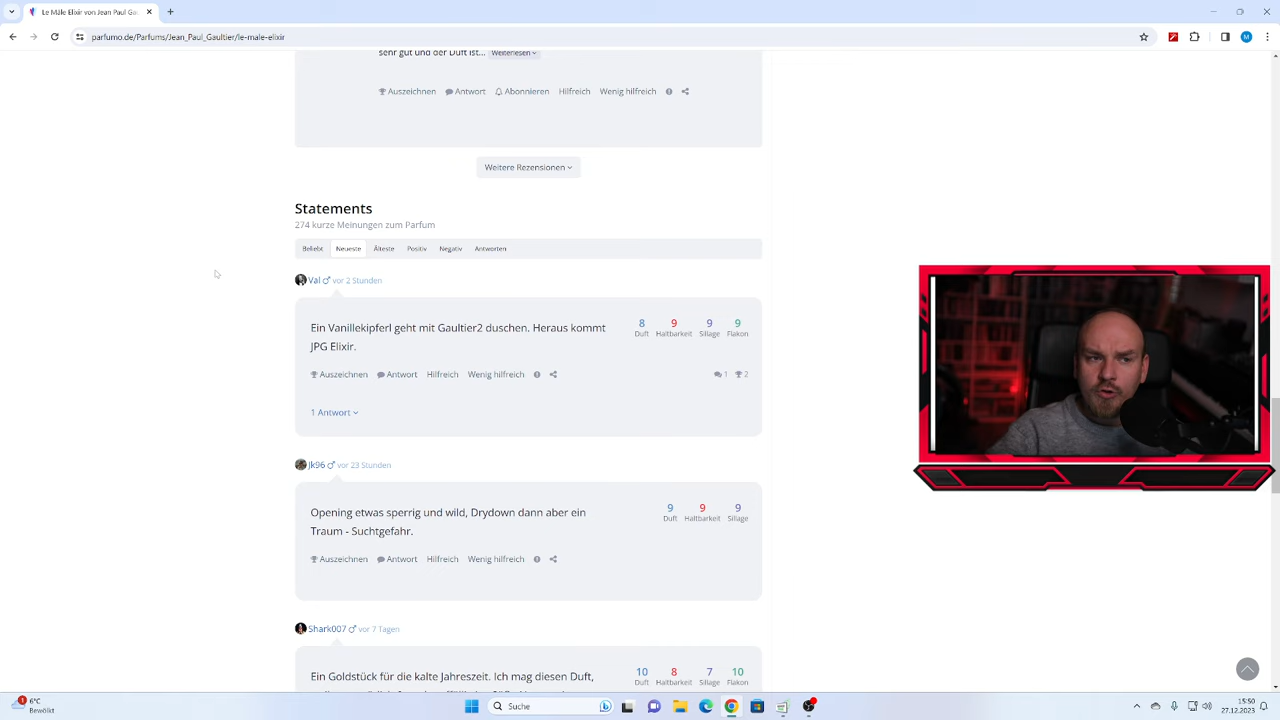 Le Mâle Elixir von Jean Paul Ga
parfumo.de/Parfums/Jean_Paul_Gaultier/le-male-elixir
M
sehr gut und der Duft ist... Weiterlesen
Auszeichnen Antwort Abonnieren Hilfreich Wenig hilfreich
Weitere Rezensionen
Statements
274 kurze Meinungen zum Parfum
Beliebt Neueste Älteste Positiv Negativ Antworten
Val ♂ vor 2 Stunden
Ein Vanillekipferl geht mit Gaultier2 duschen. Heraus kommt
JPG Elixir.
8 9 9 9
Duft Haltbarkeit Sillage Flakon
Auszeichnen Antwort Hilfreich Wenig hilfreich
1 2
1 Antwort
Jk96 ♂ vor 23 Stunden
Opening etwas sperrig und wild, Drydown dann aber ein
Traum - Suchtgefahr.
9 9 9
Duft Haltbarkeit Sillage
Auszeichnen Antwort Hilfreich Wenig hilfreich
Shark007 ♂ vor 7 Tagen
Ein Goldstück für die kalte Jahreszeit. Ich mag diesen Duft,
10 8 7 10
Duft Haltbarkeit Sillage Flakon
1
6°C
Bewölkt
Suche
15:50
27.12.2023